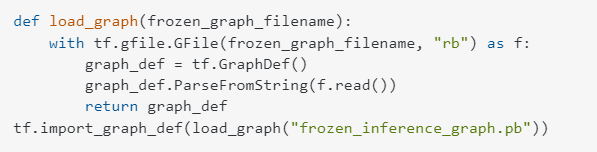 def load_graph(frozen_graph_filename):
    with tf.gfile.GFile(frozen_graph_filename, "rb") as f:
        graph_def = tf.GraphDef()
        graph_def.ParseFromString(f.read())
        return graph_def
tf.import_graph_def(load_graph("frozen_inference_graph.pb"))